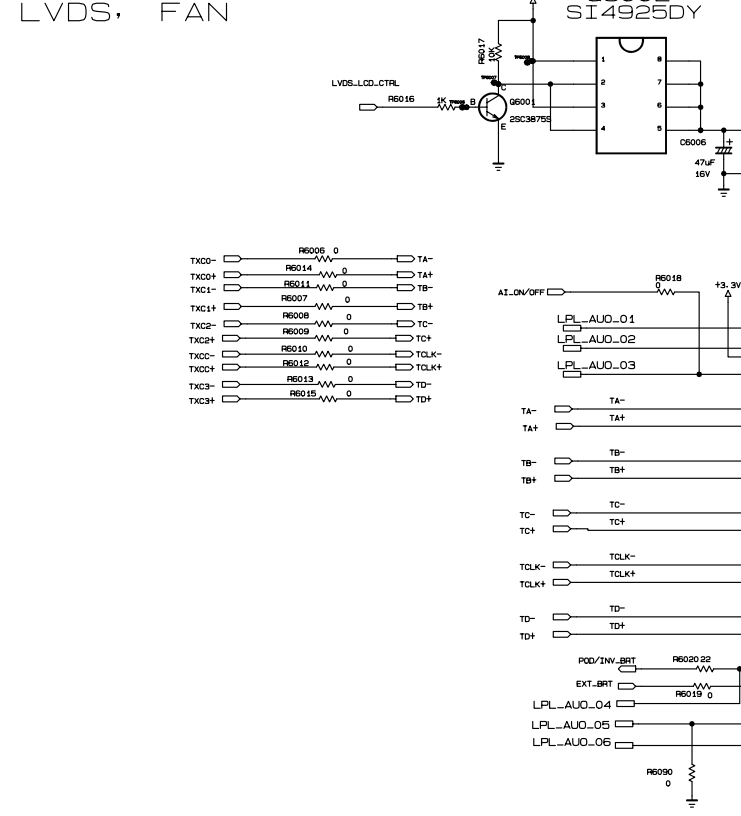 LVDS, FAN
SI4925DY
R6017
10K
LVDS_LCD_CTRL
R6016
1K
B
C
E
Q6001
2SC3875S
1
2
3
4
8
7
6
5
C6006
+
47uF
16V
TXC0-
R6006 0
TA-
TXC0+
R6014
0
TA+
TXC1-
R6011
0
TB-
TXC1+
R6007
0
TB+
TXC2-
R6008
0
TC-
TXC2+
R6009
0
TC+
TXCC-
R6010
0
TCLK-
TXCC+
R6012
0
TCLK+
TXC3-
R6013
0
TD-
TXC3+
R6015
0
TD+
AI_ON/OFF
R6018
0
+3.3V
LPL_AUO_01
LPL_AUO_02
LPL_AUO_03
TA-
TA-
TA+
TA+
TB-
TB-
TB+
TB+
TC-
TC-
TC+
TC+
TCLK-
TCLK-
TCLK+
TCLK+
TD-
TD-
TD+
TD+
POD/INV_BRT
R6020 22
EXT_BRT
R6019 0
LPL_AUO_04
LPL_AUO_05
LPL_AUO_06
R6090
0